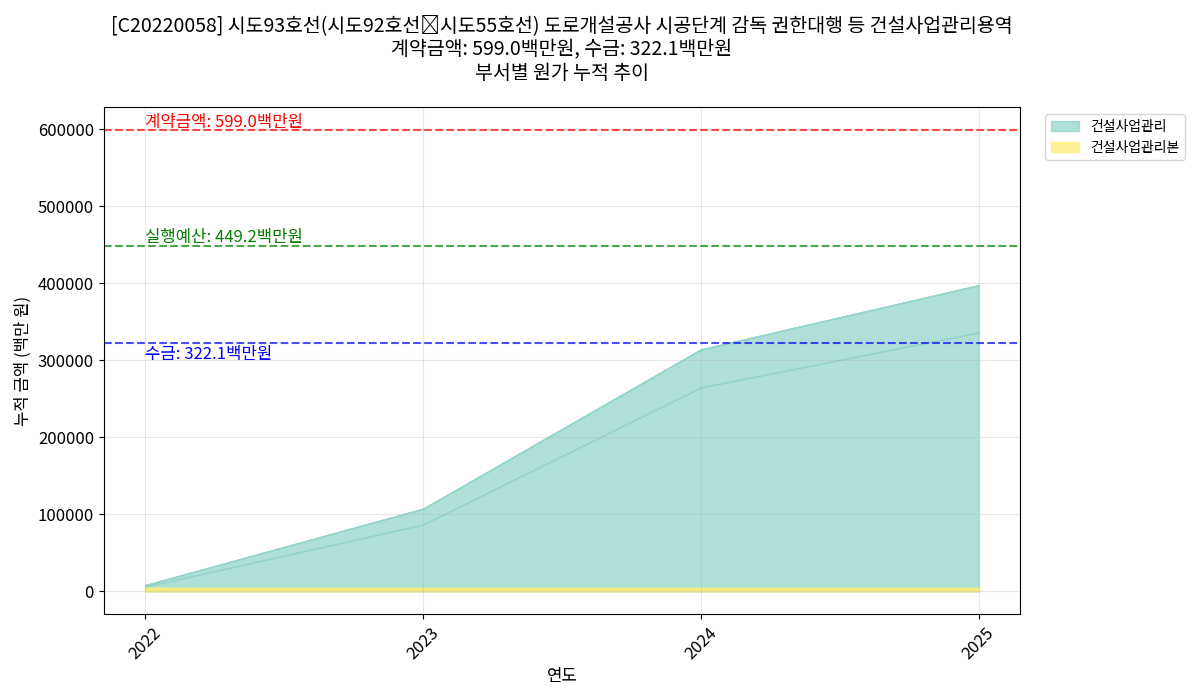 [C20220058] 시도93호선(시도92호선시도55호선) 도로개설공사 시공단계 감독 권한대행 등 건설사업관리용역
계약금액: 599.0백만원, 수금: 322.1백만원
부서별 원가 누적 추이
계약금액: 599.0백만원
실행예산: 449.2백만원
수금: 322.1백만원
건설사업관리
건설사업관리본
누적 금액 (백만 원)
600000
500000
400000
300000
200000
100000
0
2022
2023
2024
2025
연도